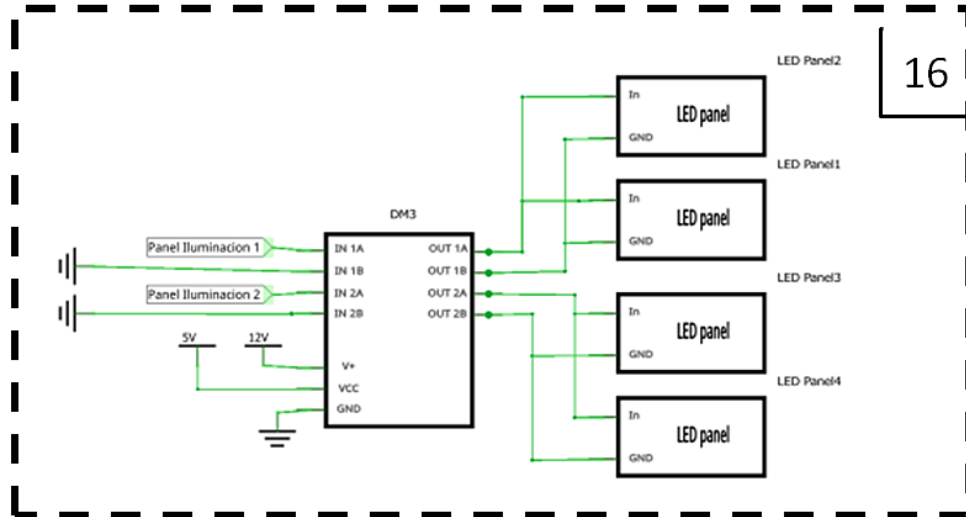 LED Panel2
16
In
LED panel
GND
LED Panel1
In
LED panel
GND
DM3
Panel Iluminacion 1
IN 1A
OUT 1A
IN 1B
OUT 1B
Panel Iluminacion 2
IN 2A
OUT 2A
IN 2B
OUT 2B
LED Panel3
In
LED panel
GND
5V
12V
V+
VCC
GND
LED Panel4
In
LED panel
GND